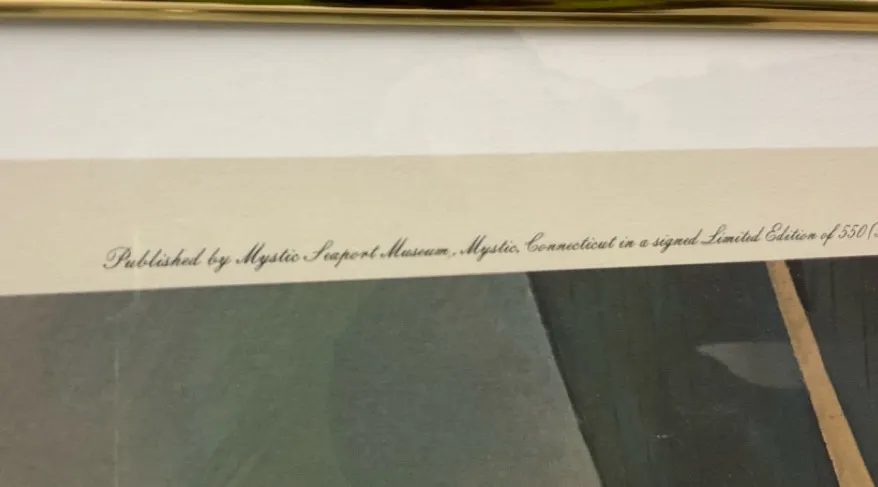 Published by Mystic Seaport Museum, Mystic, Connecticut in a signed Limited Edition of 550 (